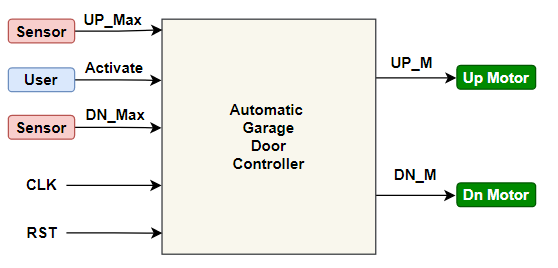 UP_Max
Sensor
Activate
User
DN_Max
Sensor
CLK
RST
Automatic
Garage
Door
Controller
UP_M
Up Motor
DN_M
Dn Motor